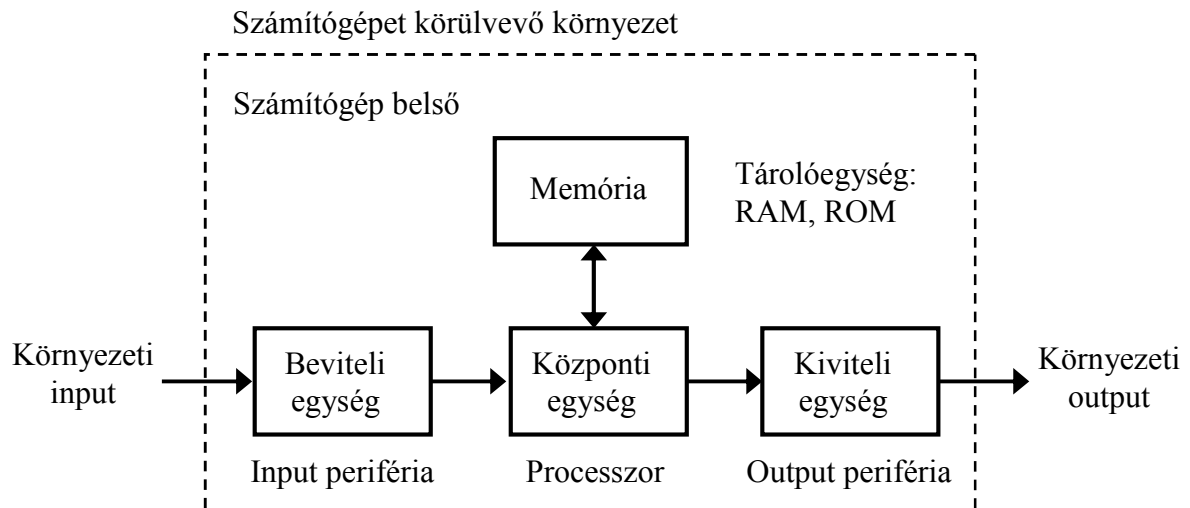 Számítógépet körülvevő környezet
Számítógép belső
Memória
Tárolóegység:
RAM, ROM
Környezeti
input
Beviteli
egység
Központi
egység
Kiviteli
egység
Környezeti
output
Input periféria
Processzor
Output periféria